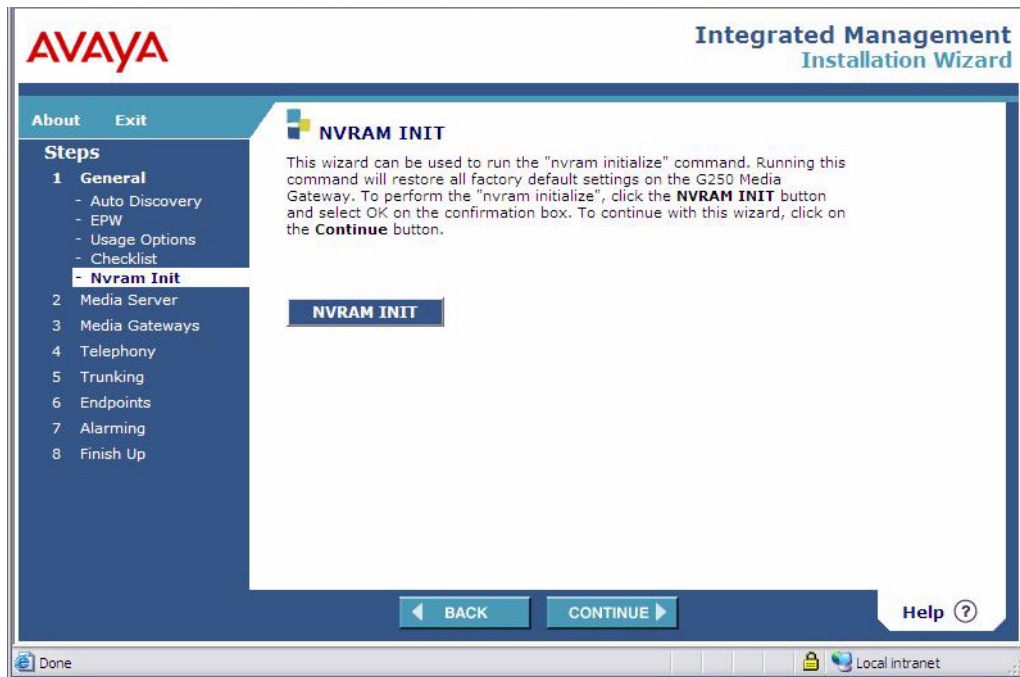 AVAYA
Integrated Management
Installation Wizard
About Exit
Steps
1 General
- Auto Discovery
- EPW
- Usage Options
- Checklist
- Nvram Init
2 Media Server
3 Media Gateways
4 Telephony
5 Trunking
6 Endpoints
7 Alarming
8 Finish Up
NVRAM INIT
This wizard can be used to run the "nvram initialize" command. Running this
command will restore all factory default settings on the G250 Media
Gateway. To perform the "nvram initialize", click the NVRAM INIT button
and select OK on the confirmation box. To continue with this wizard, click on
the Continue button.
NVRAM INIT
BACK
CONTINUE
Help ?
Done
Local intranet